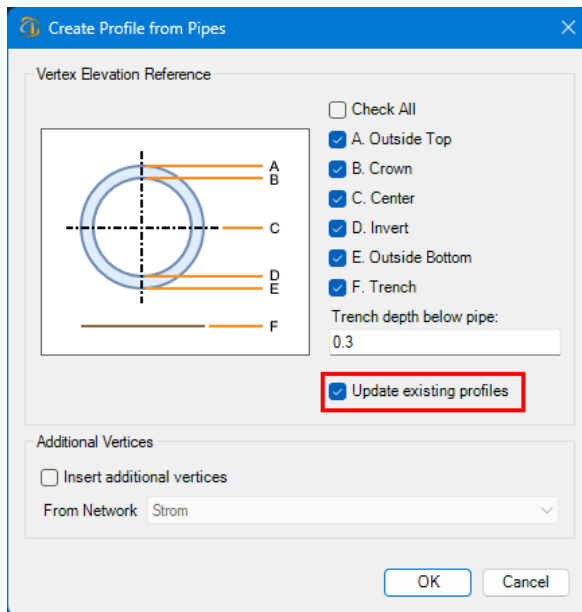 Create Profile from Pipes
Vertex Elevation Reference
A
B
C
D
E
F
Check All
A. Outside Top
B. Crown
C. Center
D. Invert
E. Outside Bottom
F. Trench
Trench depth below pipe:
0.3
Update existing profiles
Additional Vertices
Insert additional vertices
From Network Strom
OK Cancel